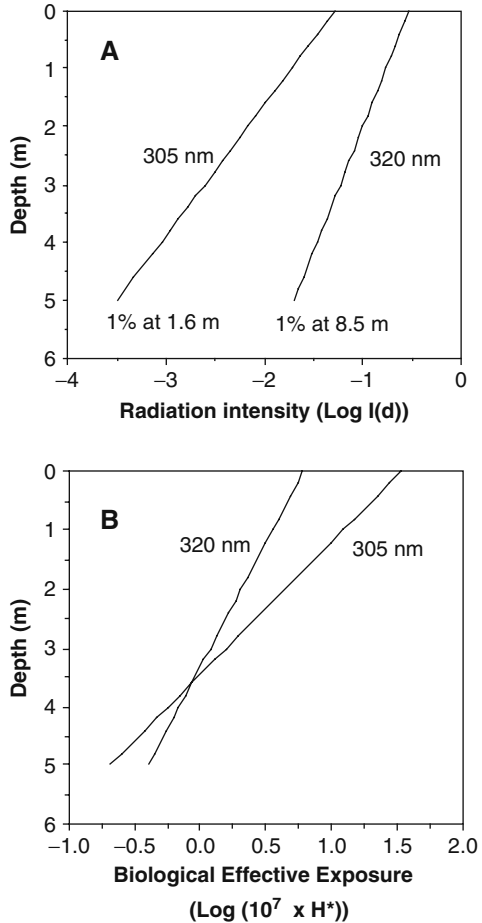 0
A
1
2
305 nm
320 nm
Depth (m)
3
4
5
1% at 1.6 m
1% at 8.5 m
6
−4
−3
−2
−1
0
Radiation intensity (Log I(d))
0
B
320 nm
305 nm
1
2
Depth (m)
3
4
5
6
−1.0
−0.5
0.0
0.5
1.0
1.5
2.0
Biological Effective Exposure
(Log (10⁷ x H*))